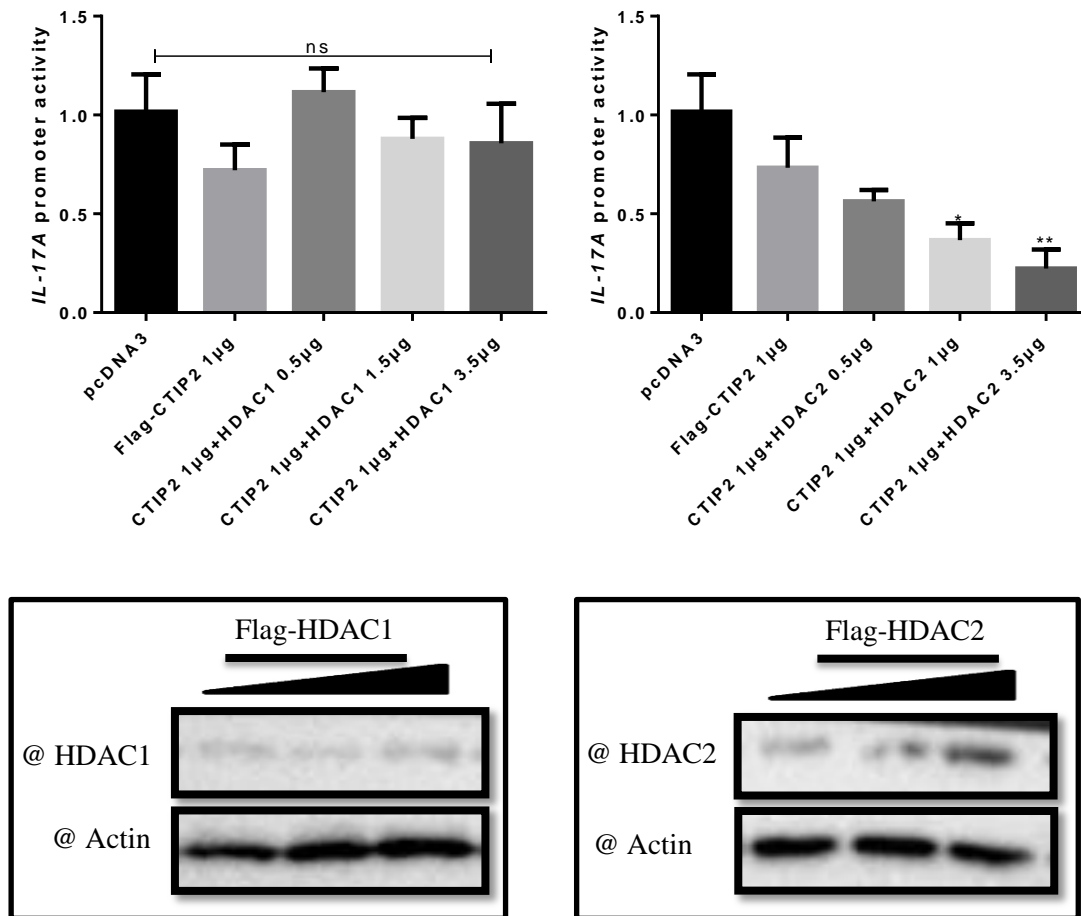 1.5
1.0
0.5
0.0
IL-17A promoter activity
ns
pcDNA3
Flag-CTIP2 1µg
CTIP2 1µg+HDAC1 0.5µg
CTIP2 1µg+HDAC1 1.5µg
CTIP2 1µg+HDAC1 3.5µg
1.5
1.0
0.5
0.0
IL-17A promoter activity
*
**
pcDNA3
Flag-CTIP2 1µg
CTIP2 1µg+HDAC2 0.5µg
CTIP2 1µg+HDAC2 1µg
CTIP2 1µg+HDAC2 3.5µg
Flag-HDAC1
@ HDAC1
@ Actin
Flag-HDAC2
@ HDAC2
@ Actin